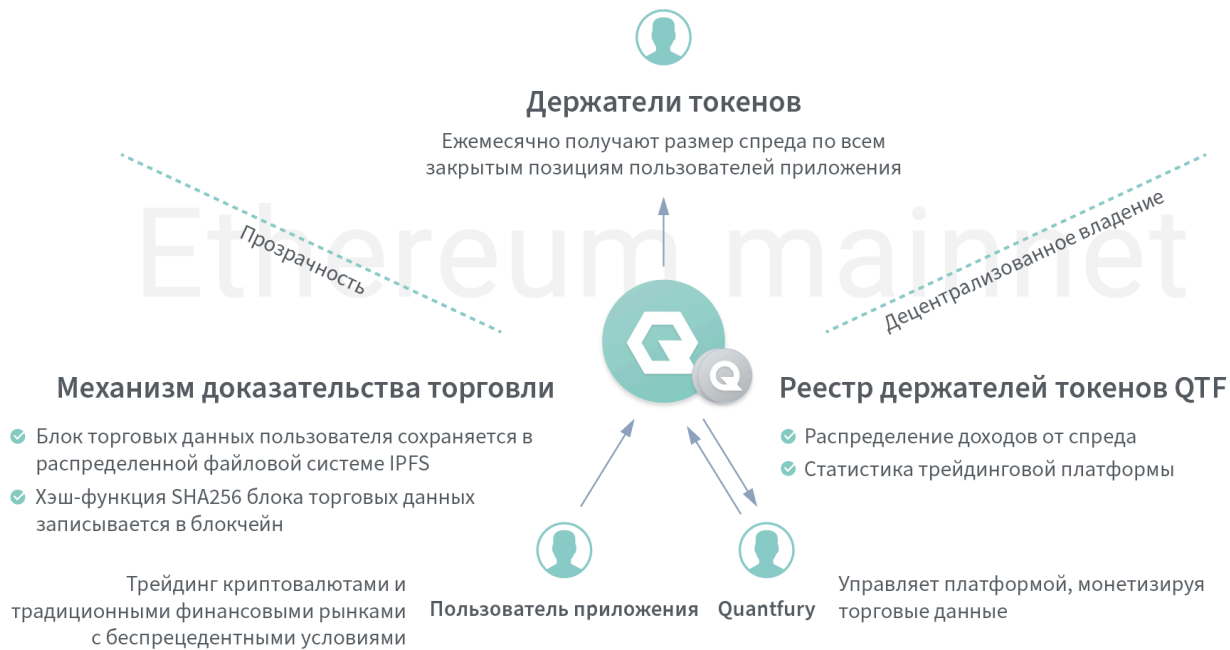 Держатели токенов
Ежемесячно получают размер спреда по всем
закрытым позициям пользователей приложения
Ethereum mainnet
Прозрачность
Децентрализованное владение
Механизм доказательства торговли
Блок торговых данных пользователя сохраняется в
распределенной файловой системе IPFS
Хэш-функция SHA256 блока торговых данных
записывается в блокчейн
Реестр держателей токенов QTF
Распределение доходов от спреда
Статистика трейдинговой платформы
Трейдинг криптовалютами и
традиционными финансовыми рынками
с беспрецедентными условиями
Пользователь приложения
Quantfury
Управляет платформой, монетизируя
торговые данные